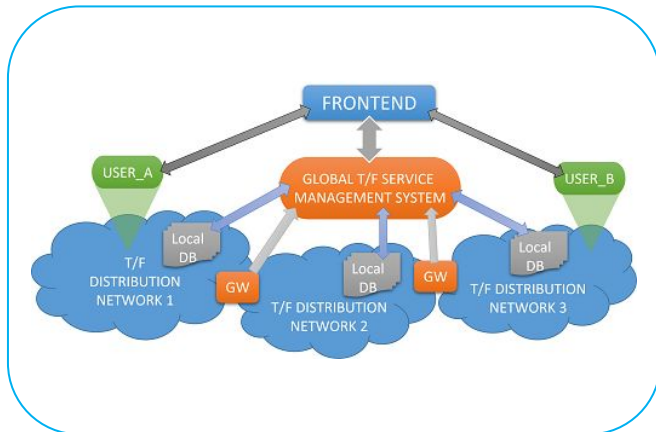 FRONTEND
USER_A
USER_B
GLOBAL T/F SERVICE
MANAGEMENT SYSTEM
Local
DB
T/F
DISTRIBUTION
NETWORK 1
GW
Local
DB
T/F DISTRIBUTION
NETWORK 2
GW
Local
DB
T/F DISTRIBUTION
NETWORK 3